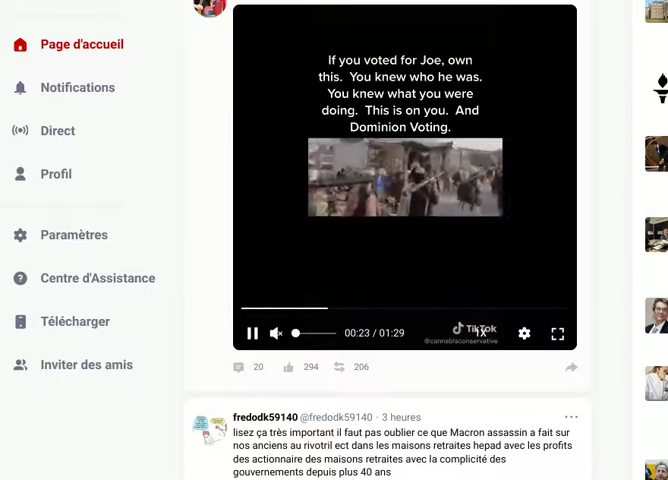 Page d'accueil
Notifications
Direct
Profil
Paramètres
Centre d'Assistance
Télécharger
Inviter des amis
If you voted for Joe, own
this. You knew who he was.
You knew what you were
doing. This is on you. And
Dominion Voting.
00:23 / 01:29
TikTok
1X
@cannabisconservative
20
294
206
fredodk59140 @fredodk59140 · 3 heures
lisez ça très important il faut pas oublier ce que Macron assassin a fait sur
nos anciens au rivotril ect dans les maisons retraites hepad avec les profits
des actionnaire des maisons retraites avec la complicité des
gouvernements depuis plus 40 ans